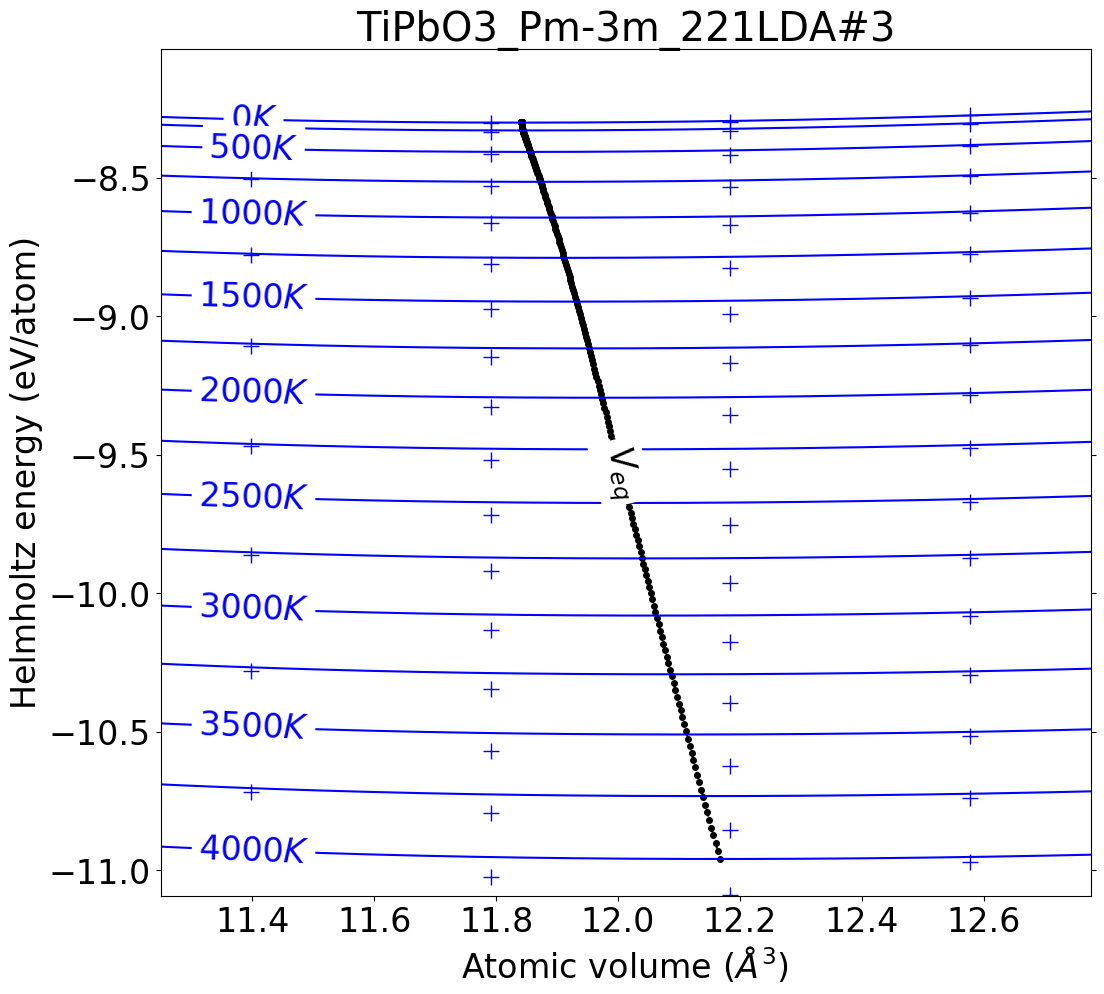 TiPbO3_Pm-3m_221LDA#3
Helmholtz energy (eV/atom)
−8.5
−9.0
−9.5
−10.0
−10.5
−11.0
0K
500K
1000K
1500K
2000K
2500K
3000K
3500K
4000K
V_eq
11.4 11.6 11.8 12.0 12.2 12.4 12.6
Atomic volume (Å³)